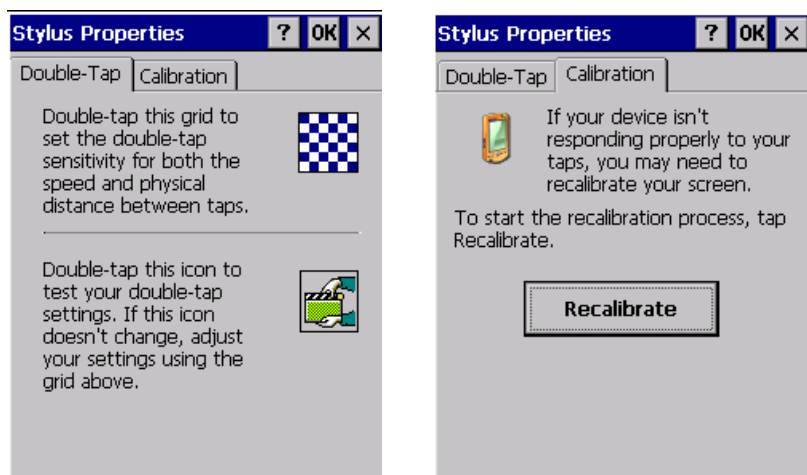 Stylus Properties ? OK ×
Double-Tap Calibration
Double-tap this grid to
set the double-tap
sensitivity for both the
speed and physical
distance between taps.
Double-tap this icon to
test your double-tap
settings. If this icon
doesn't change, adjust
your settings using the
grid above.
Stylus Properties ? OK ×
Double-Tap Calibration
If your device isn't
responding properly to your
taps, you may need to
recalibrate your screen.
To start the recalibration process, tap
Recalibrate.
Recalibrate